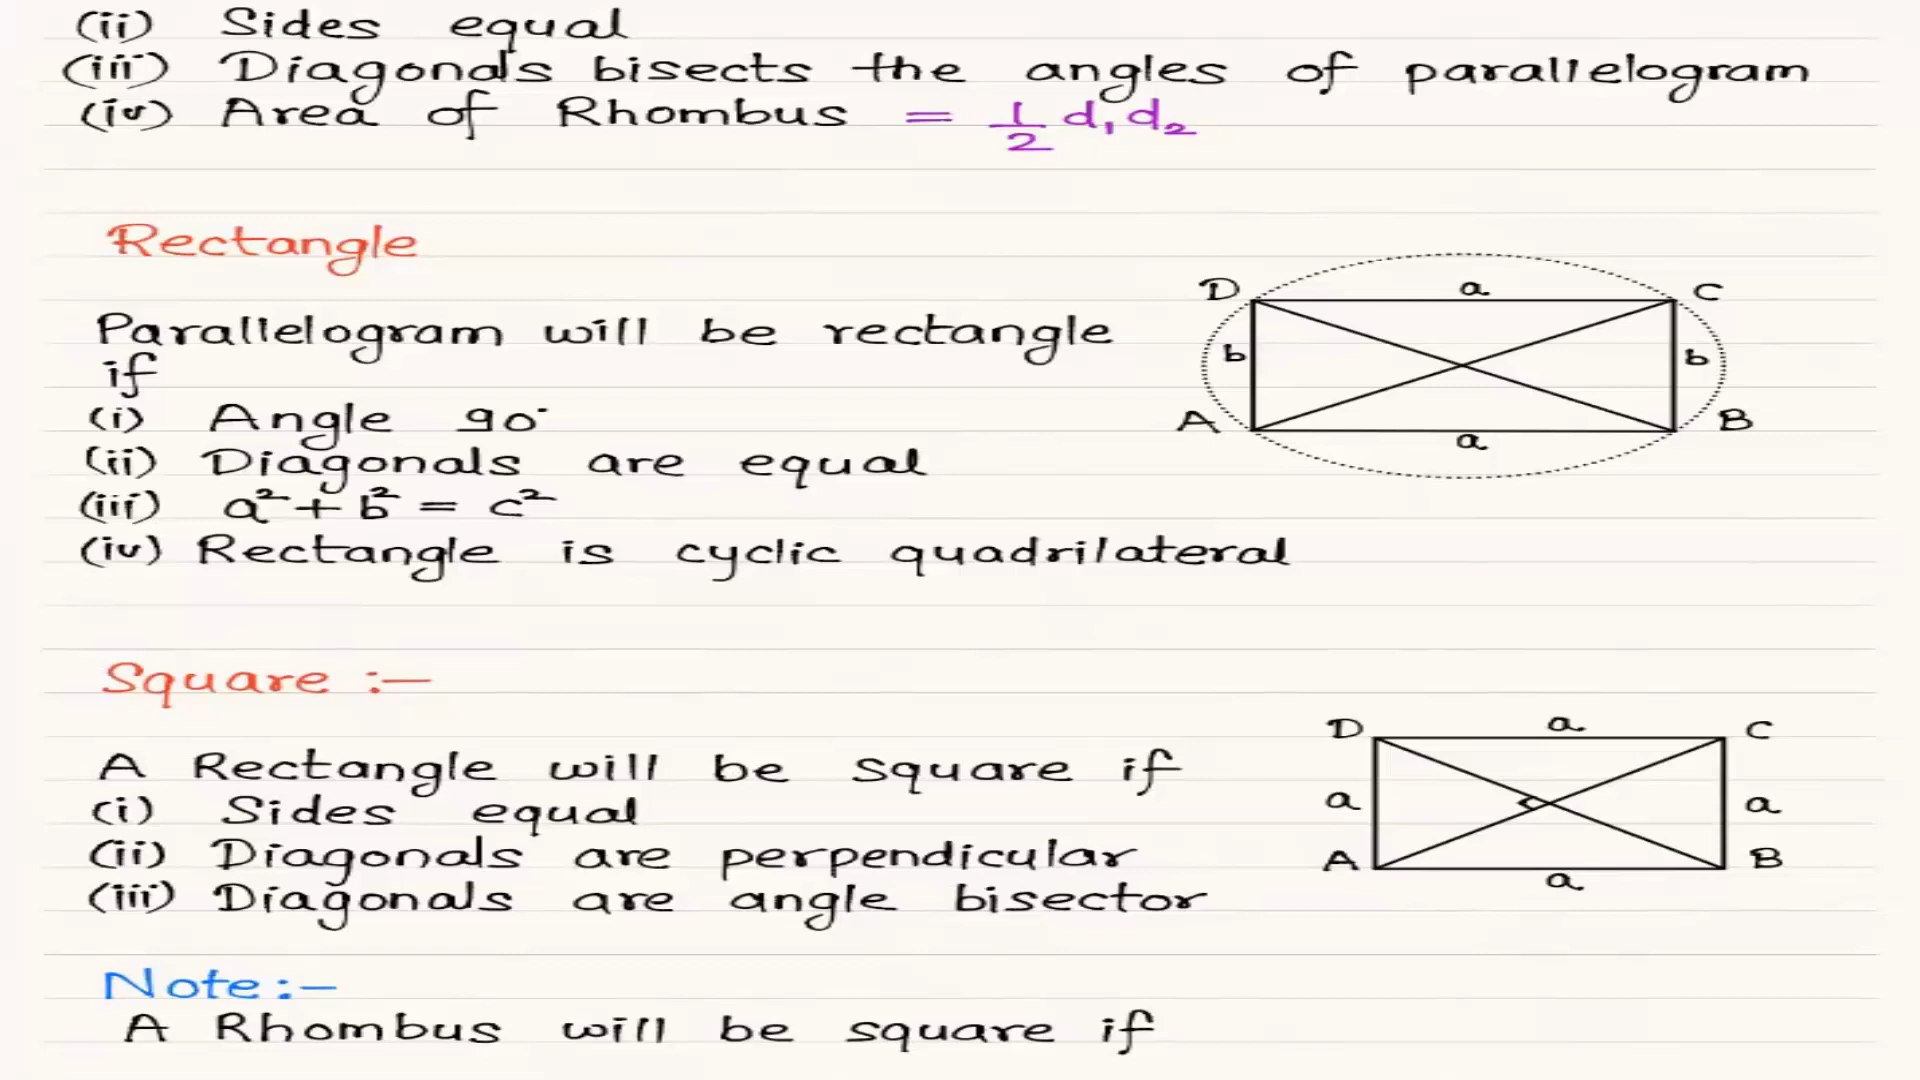 (ii) Sides equal
(iii) Diagonals bisects the angles of parallelogram
(iv) Area of Rhombus = 1/2 d₁d₂
Rectangle
Parallelogram will be rectangle
if
(i) Angle 90°
(ii) Diagonals are equal
(iii) a² + b² = c²
(iv) Rectangle is cyclic quadrilateral
D a C
b b
A a B
Square :-
A Rectangle will be square if
(i) Sides equal
(ii) Diagonals are perpendicular
(iii) Diagonals are angle bisector
D a C
a a
A a B
Note :-
A Rhombus will be square if